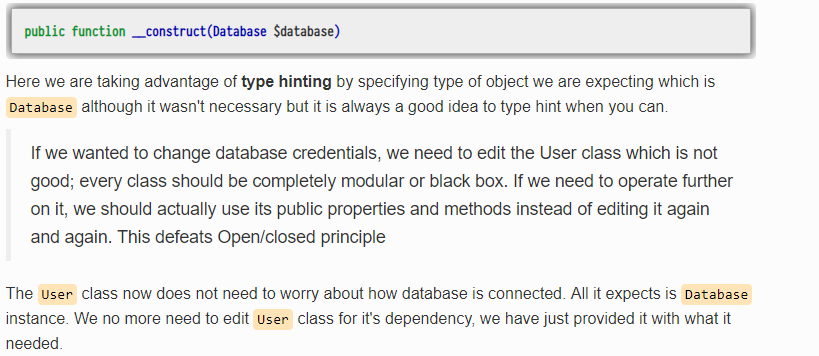 public function __construct(Database $database)
Here we are taking advantage of type hinting by specifying type of object we are expecting which is
Database although it wasn't necessary but it is always a good idea to type hint when you can.
If we wanted to change database credentials, we need to edit the User class which is not
good; every class should be completely modular or black box. If we need to operate further
on it, we should actually use its public properties and methods instead of editing it again
and again. This defeats Open/closed principle
The User class now does not need to worry about how database is connected. All it expects is Database
instance. We no more need to edit User class for it's dependency, we have just provided it with what it
needed.